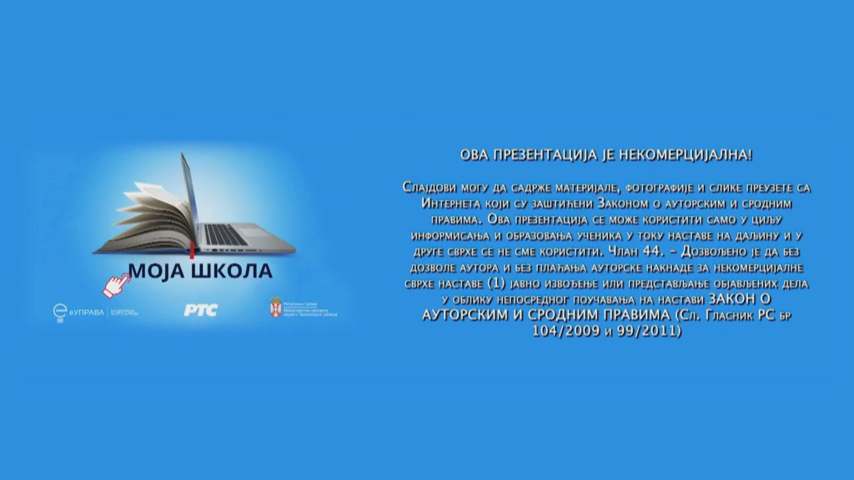 ОВА ПРЕЗЕНТАЦИЈА ЈЕ НЕКОМЕРЦИЈАЛНА!
Слајдови могу да садрже материјале, фотографије и слике преузете са
Интернета који су заштићени Законом о ауторским и сродним
правима. Ова презентација се може користити само у циљу
информисања и образовања ученика у току наставе на даљину и у
друге сврхе се не сме користити. Члан 44. – Дозвољено је да без
дозволе аутора и без плаћања ауторске накнаде за некомерцијалне
сврхе наставе (1) јавно извођење или представљање објављених дела
у облику непосредног поучавања на настави ЗАКОН О
АУТОРСКИМ И СРОДНИМ ПРАВИМА (Сл. Гласник РС бр
104/2009 и 99/2011)
МОЈА ШКОЛА
еУПРАВА
РТС
Република Србија